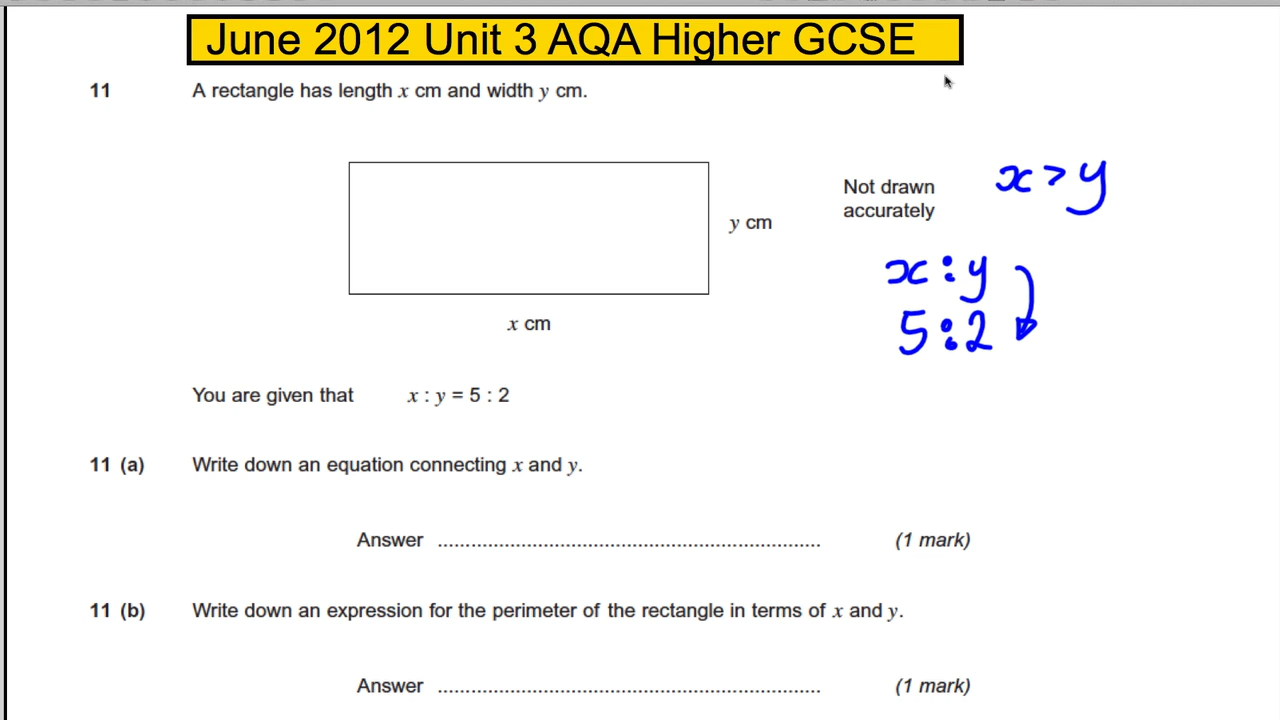 June 2012 Unit 3 AQA Higher GCSE
11 A rectangle has length x cm and width y cm.
Not drawn accurately
x > y
y cm
x : y
5 : 2
x cm
You are given that x : y = 5 : 2
11 (a) Write down an equation connecting x and y.
Answer ................................................................ (1 mark)
11 (b) Write down an expression for the perimeter of the rectangle in terms of x and y.
Answer ................................................................ (1 mark)